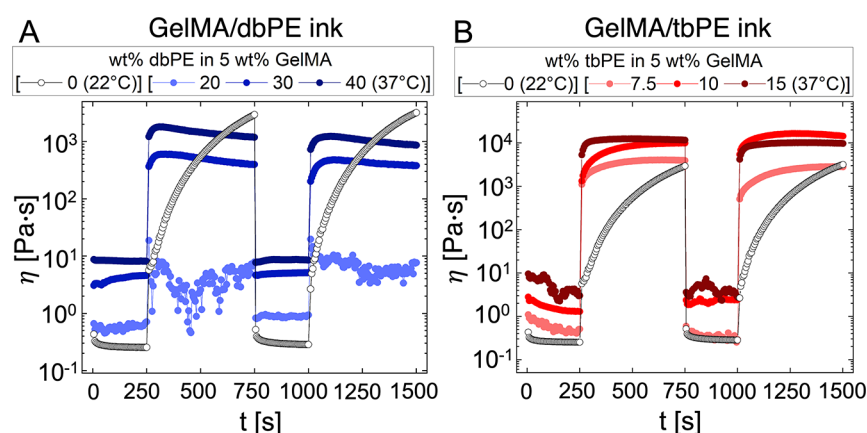 A GelMA/dbPE ink
wt% dbPE in 5 wt% GelMA
[ 0 (22°C)] [ 20 30 40 (37°C)]
10³
10²
10¹
10⁰
10⁻¹
η [Pa·s]
0 250 500 750 1000 1500
t [s]
B GelMA/tbPE ink
wt% tbPE in 5 wt% GelMA
[ 0 (22°C)] [ 7.5 10 15 (37°C)]
10⁴
10³
10²
10¹
10⁰
10⁻¹
η [Pa·s]
0 250 500 750 1000 1500
t [s]